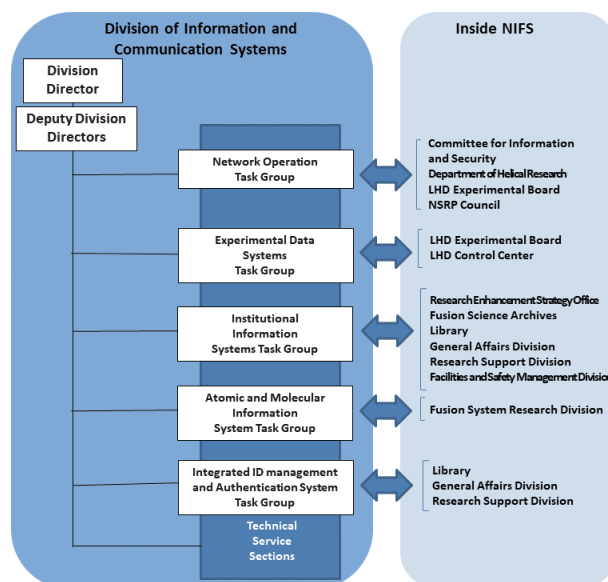 Division of Information and
Communication Systems
Inside NIFS
Division
Director
Deputy Division
Directors
Network Operation
Task Group
Committee for Information
and Security
Department of Helical Research
LHD Experimental Board
NSRP Council
Experimental Data
Systems
Task Group
LHD Experimental Board
LHD Control Center
Institutional
Information
Systems Task Group
Research Enhancement Strategy Office
Fusion Science Archives
Library
General Affairs Division
Research Support Division
Facilities and Safety Management Division
Atomic and Molecular
Information
System Task Group
Fusion System Research Division
Integrated ID management
and Authentication System
Task Group
Library
General Affairs Division
Research Support Division
Technical
Service
Sections